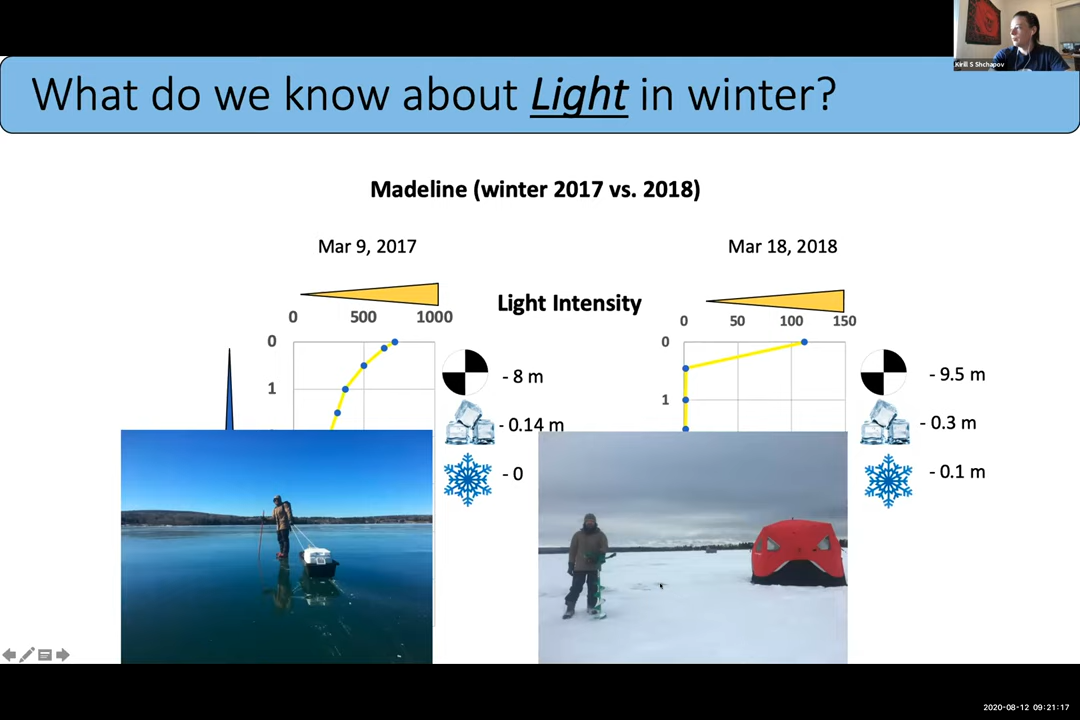 Kirill S Shchapov
What do we know about Light in winter?
Madeline (winter 2017 vs. 2018)
Mar 9, 2017
Mar 18, 2018
Light Intensity
0 500 1000
0
1
- 8 m
- 0.14 m
- 0
0 50 100 150
0
1
- 9.5 m
- 0.3 m
- 0.1 m
2020-08-12 09:21:17